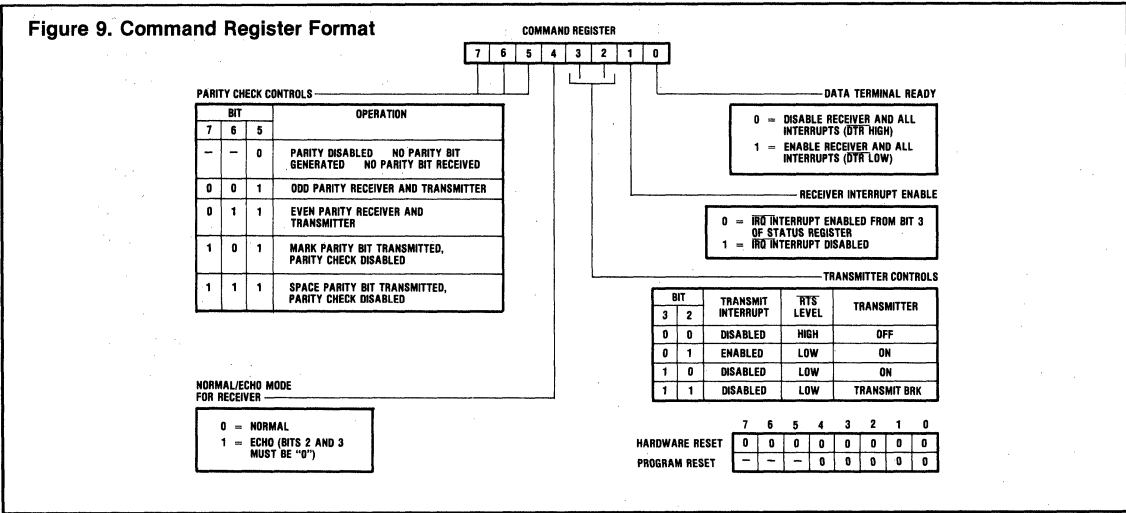 Figure 9. Command Register Format
COMMAND REGISTER
7 6 5 4 3 2 1 0
PARITY CHECK CONTROLS
BIT OPERATION
7 6 5
— — 0 PARITY DISABLED NO PARITY BIT
GENERATED NO PARITY BIT RECEIVED
0 0 1 ODD PARITY RECEIVER AND TRANSMITTER
0 1 1 EVEN PARITY RECEIVER AND
TRANSMITTER
1 0 1 MARK PARITY BIT TRANSMITTED,
PARITY CHECK DISABLED
1 1 1 SPACE PARITY BIT TRANSMITTED,
PARITY CHECK DISABLED
NORMAL/ECHO MODE
FOR RECEIVER
0 = NORMAL
1 = ECHO (BITS 2 AND 3
MUST BE "0")
DATA TERMINAL READY
0 = DISABLE RECEIVER AND ALL
INTERRUPTS (DTR HIGH)
1 = ENABLE RECEIVER AND ALL
INTERRUPTS (DTR LOW)
RECEIVER INTERRUPT ENABLE
0 = IRQ INTERRUPT ENABLED FROM BIT 3
OF STATUS REGISTER
1 = IRQ INTERRUPT DISABLED
TRANSMITTER CONTROLS
BIT TRANSMIT INTERRUPT RTS LEVEL TRANSMITTER
3 2
0 0 DISABLED HIGH OFF
0 1 ENABLED LOW ON
1 0 DISABLED LOW ON
1 1 DISABLED LOW TRANSMIT BRK
7 6 5 4 3 2 1 0
HARDWARE RESET 0 0 0 0 0 0 0 0
PROGRAM RESET — — — 0 0 0 0 0